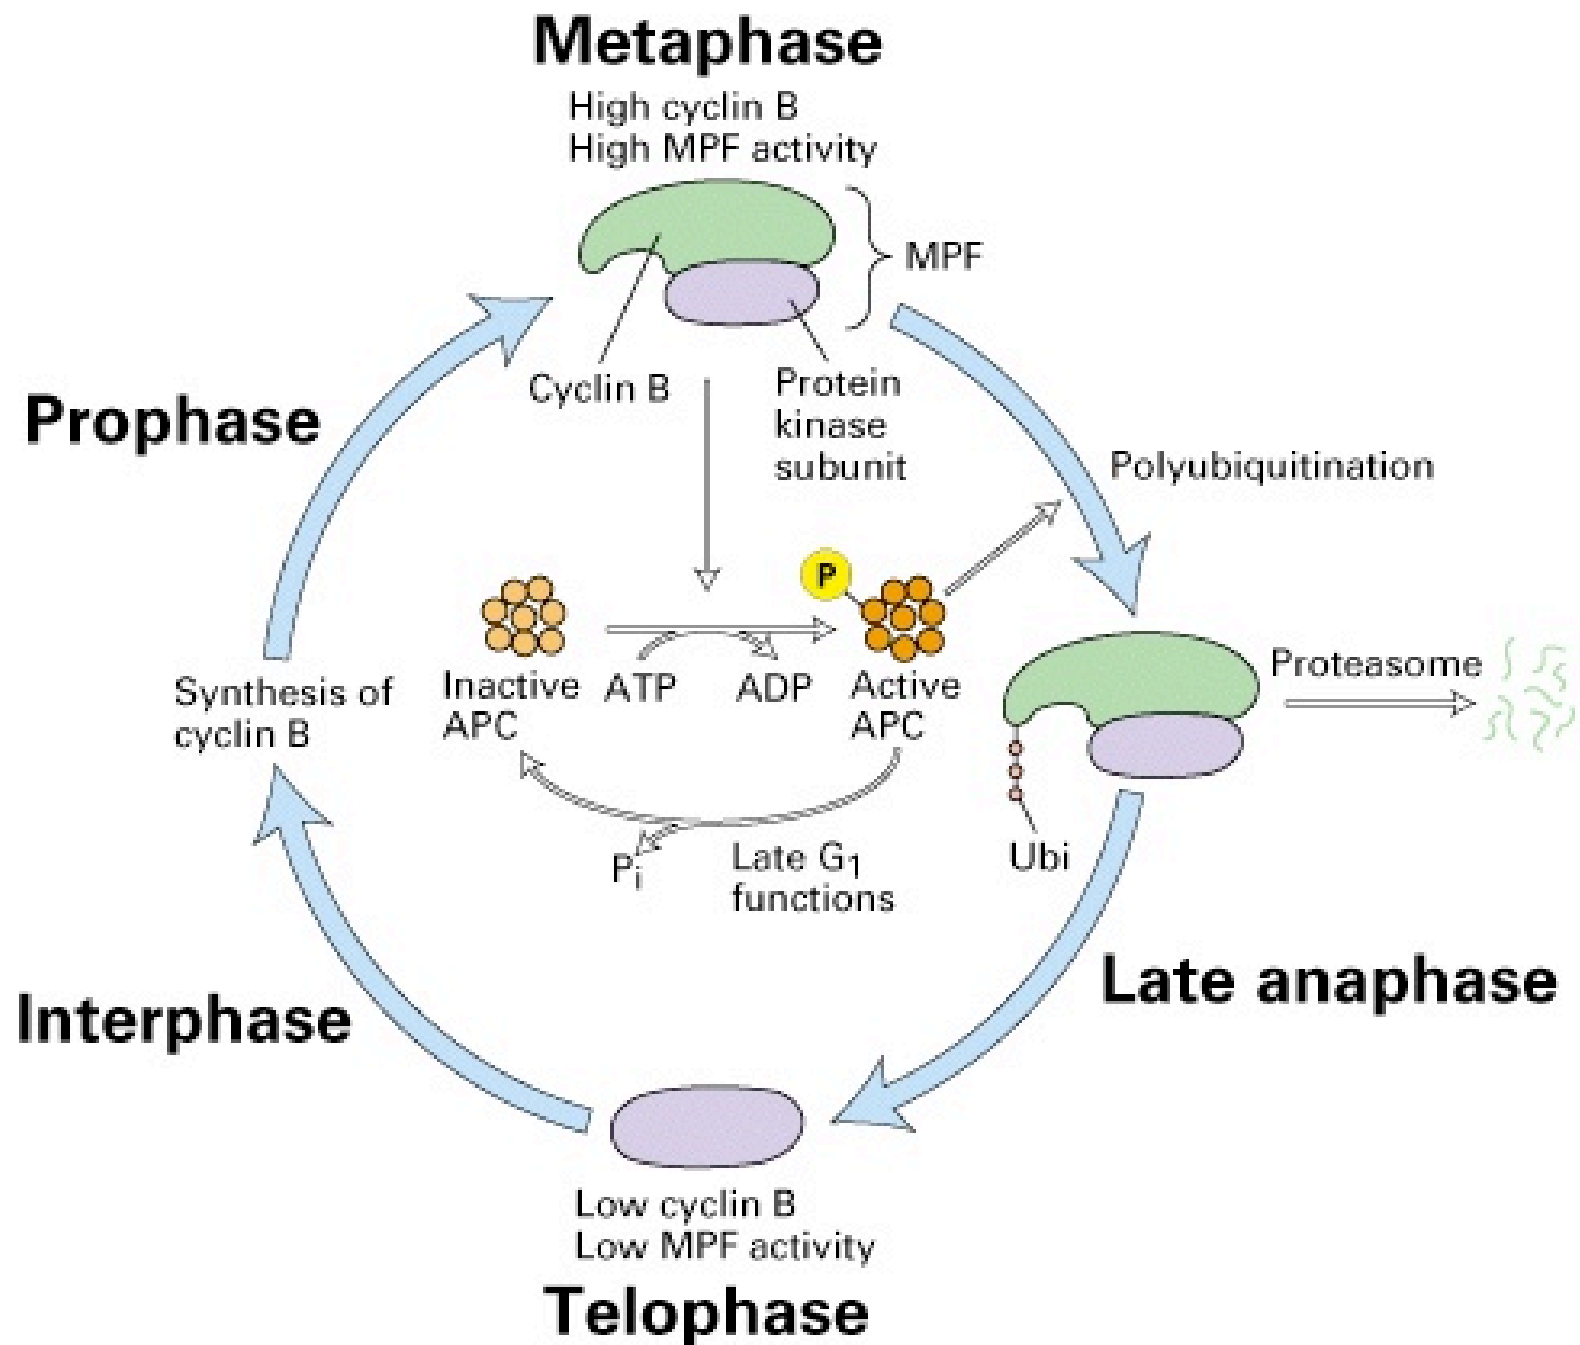 Metaphase
High cyclin B
High MPF activity
MPF
Cyclin B
Protein
kinase
subunit
Prophase
Polyubiquitination
P
Synthesis of
cyclin B
Inactive
APC
ATP
ADP
Active
APC
Proteasome
Pi
Late G1
functions
Ubi
Late anaphase
Interphase
Low cyclin B
Low MPF activity
Telophase